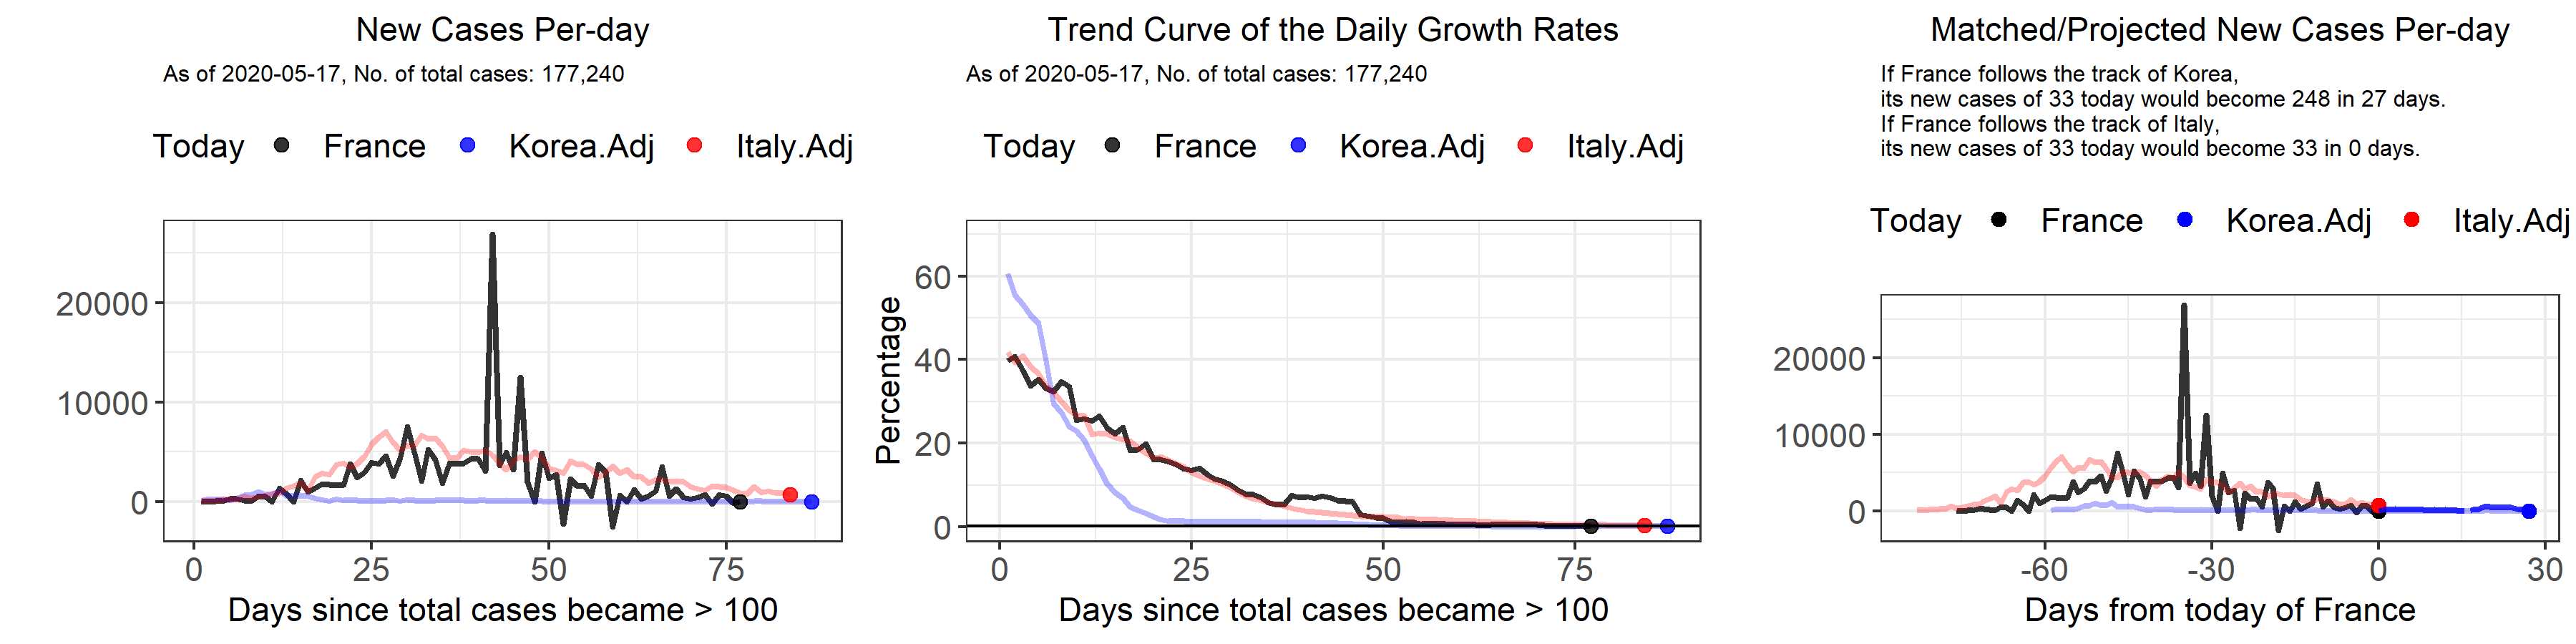 New Cases Per-day
As of 2020-05-17, No. of total cases: 177,240
Today France Korea.Adj Italy.Adj
20000
10000
0
0 25 50 75
Days since total cases became > 100
Trend Curve of the Daily Growth Rates
As of 2020-05-17, No. of total cases: 177,240
Today France Korea.Adj Italy.Adj
Percentage
60
40
20
0
0 25 50 75
Days since total cases became > 100
Matched/Projected New Cases Per-day
If France follows the track of Korea,
its new cases of 33 today would become 248 in 27 days.
If France follows the track of Italy,
its new cases of 33 today would become 33 in 0 days.
Today France Korea.Adj Italy.Adj
20000
10000
0
-60 -30 0 30
Days from today of France